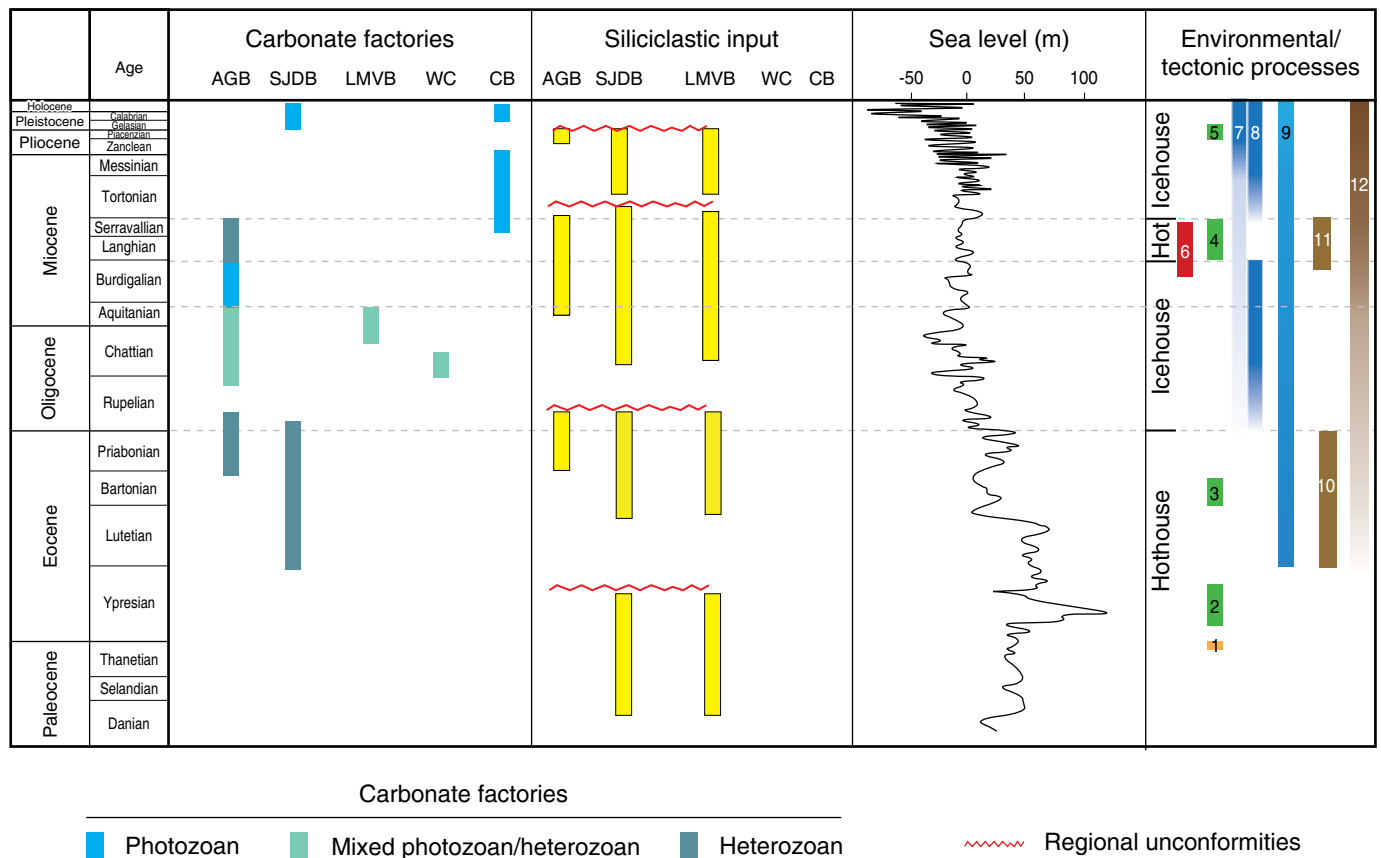 Age
Carbonate factories
AGB SJDB LMVB WC CB
Siliciclastic input
AGB SJDB LMVB WC CB
Sea level (m)
-50 0 50 100
Environmental/
tectonic processes
Holocene
Pleistocene
Pliocene
Miocene
Oligocene
Eocene
Paleocene
Calabrian
Gelasian
Piacenzian
Zanclean
Messinian
Tortonian
Serravallian
Langhian
Burdigalian
Aquitanian
Chattian
Rupelian
Priabonian
Bartonian
Lutetian
Ypresian
Thanetian
Selandian
Danian
Icehouse
Hot
Icehouse
Hothouse
5 7 8 9
12
6 4 11
3 10
2
1
Carbonate factories
Photozoan Mixed photozoan/heterozoan Heterozoan Regional unconformities